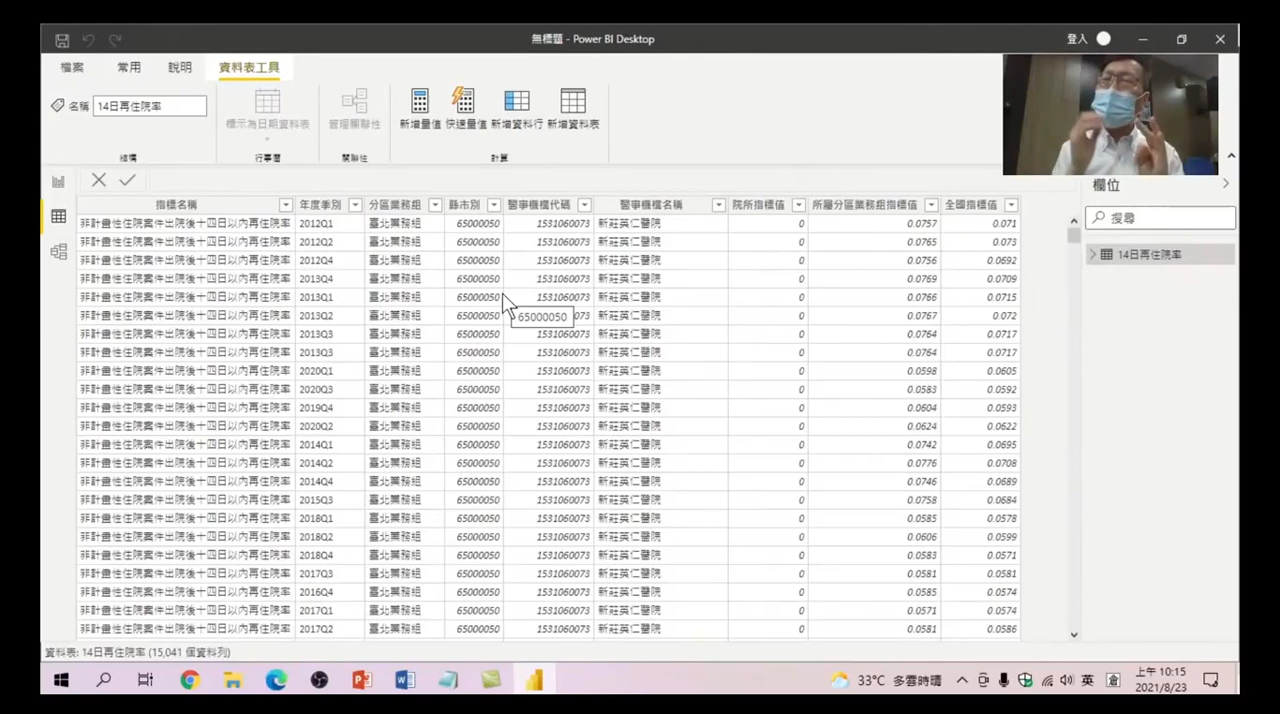 無標題 - Power BI Desktop
登入
檔案 常用 說明 資料表工具
名稱 14日再住院率
標示為日期資料表 管理關聯性 新增量值 快速量值 新增資料行 新增資料表
結構 行事曆 關聯性 計算
欄位
搜尋
14日再住院率
指標名稱 年度季別 分區業務組 縣市別 醫事機構代碼 醫事機構名稱 院所指標值 所屬分區業務組指標值 全國指標值
非計畫性住院案件出院後十四日以內再住院率 2012Q1 臺北業務組 65000050 1531060073 新莊英仁醫院 0 0.0757 0.071
非計畫性住院案件出院後十四日以內再住院率 2012Q2 臺北業務組 65000050 1531060073 新莊英仁醫院 0 0.0765 0.073
非計畫性住院案件出院後十四日以內再住院率 2012Q4 臺北業務組 65000050 1531060073 新莊英仁醫院 0 0.0756 0.0692
非計畫性住院案件出院後十四日以內再住院率 2013Q4 臺北業務組 65000050 1531060073 新莊英仁醫院 0 0.0769 0.0709
非計畫性住院案件出院後十四日以內再住院率 2013Q1 臺北業務組 65000050 1531060073 新莊英仁醫院 0 0.0766 0.0715
非計畫性住院案件出院後十四日以內再住院率 2013Q2 臺北業務組 65000050 65000050 073 新莊英仁醫院 0 0.0767 0.072
非計畫性住院案件出院後十四日以內再住院率 2013Q3 臺北業務組 65000050 1531060073 新莊英仁醫院 0 0.0764 0.0717
非計畫性住院案件出院後十四日以內再住院率 2013Q3 臺北業務組 65000050 1531060073 新莊英仁醫院 0 0.0764 0.0717
非計畫性住院案件出院後十四日以內再住院率 2020Q1 臺北業務組 65000050 1531060073 新莊英仁醫院 0 0.0598 0.0605
非計畫性住院案件出院後十四日以內再住院率 2020Q3 臺北業務組 65000050 1531060073 新莊英仁醫院 0 0.0583 0.0592
非計畫性住院案件出院後十四日以內再住院率 2019Q4 臺北業務組 65000050 1531060073 新莊英仁醫院 0 0.0604 0.0593
非計畫性住院案件出院後十四日以內再住院率 2020Q2 臺北業務組 65000050 1531060073 新莊英仁醫院 0 0.0624 0.0622
非計畫性住院案件出院後十四日以內再住院率 2014Q1 臺北業務組 65000050 1531060073 新莊英仁醫院 0 0.0742 0.0695
非計畫性住院案件出院後十四日以內再住院率 2014Q2 臺北業務組 65000050 1531060073 新莊英仁醫院 0 0.0776 0.0708
非計畫性住院案件出院後十四日以內再住院率 2014Q4 臺北業務組 65000050 1531060073 新莊英仁醫院 0 0.0746 0.0689
非計畫性住院案件出院後十四日以內再住院率 2015Q3 臺北業務組 65000050 1531060073 新莊英仁醫院 0 0.0758 0.0684
非計畫性住院案件出院後十四日以內再住院率 2018Q1 臺北業務組 65000050 1531060073 新莊英仁醫院 0 0.0585 0.0578
非計畫性住院案件出院後十四日以內再住院率 2018Q2 臺北業務組 65000050 1531060073 新莊英仁醫院 0 0.0606 0.0599
非計畫性住院案件出院後十四日以內再住院率 2018Q4 臺北業務組 65000050 1531060073 新莊英仁醫院 0 0.0583 0.0571
非計畫性住院案件出院後十四日以內再住院率 2017Q3 臺北業務組 65000050 1531060073 新莊英仁醫院 0 0.0581 0.0581
非計畫性住院案件出院後十四日以內再住院率 2016Q4 臺北業務組 65000050 1531060073 新莊英仁醫院 0 0.0585 0.0574
非計畫性住院案件出院後十四日以內再住院率 2017Q1 臺北業務組 65000050 1531060073 新莊英仁醫院 0 0.0571 0.0574
非計畫性住院案件出院後十四日以內再住院率 2017Q2 臺北業務組 65000050 1531060073 新莊英仁醫院 0 0.0581 0.0586
資料表: 14日再住院率 (15,041 個資料列)
33°C 多雲時晴 英 倉 上午 10:15
2021/8/23